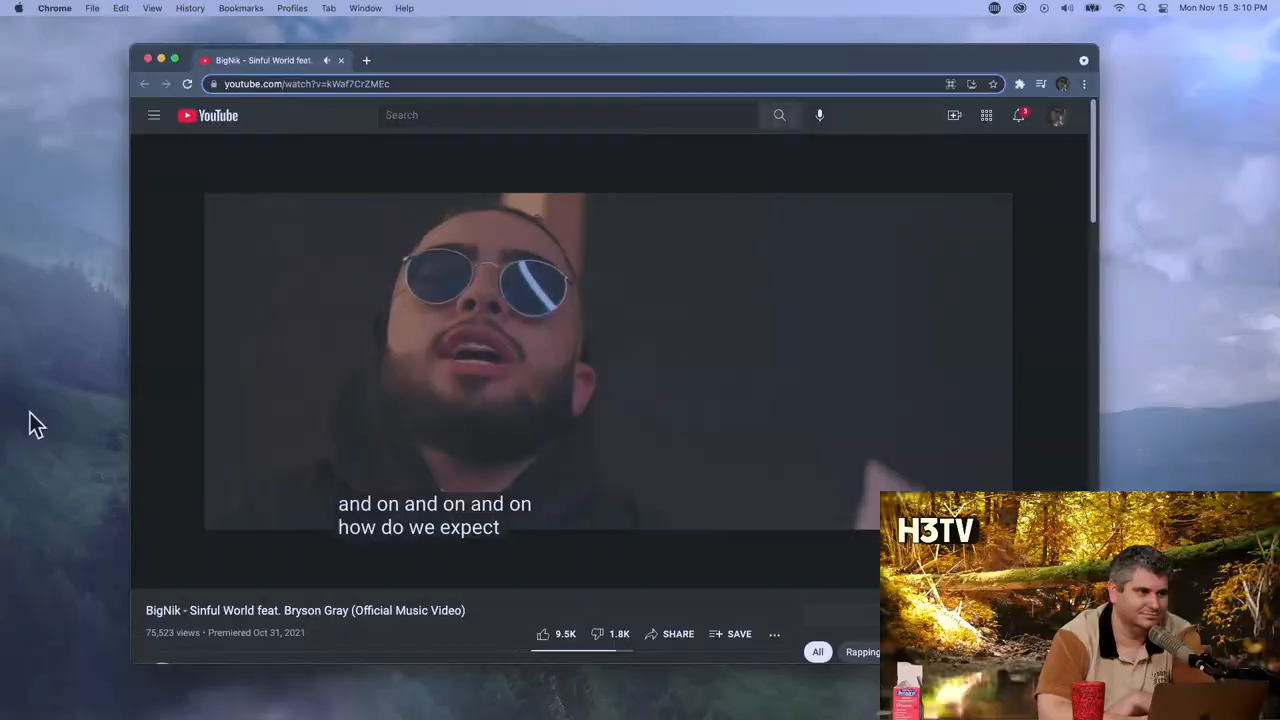 Chrome File Edit View History Bookmarks Profiles Tab Window Help Mon Nov 15 3:10 PM
BigNik - Sinful World feat.
youtube.com/watch?v=kWaf7CrZMEc
YouTube Search 3
and on and on and on
how do we expect
H3TV
BigNik - Sinful World feat. Bryson Gray (Official Music Video)
75,523 views • Premiered Oct 31, 2021
9.5K 1.8K SHARE SAVE
All Rapping